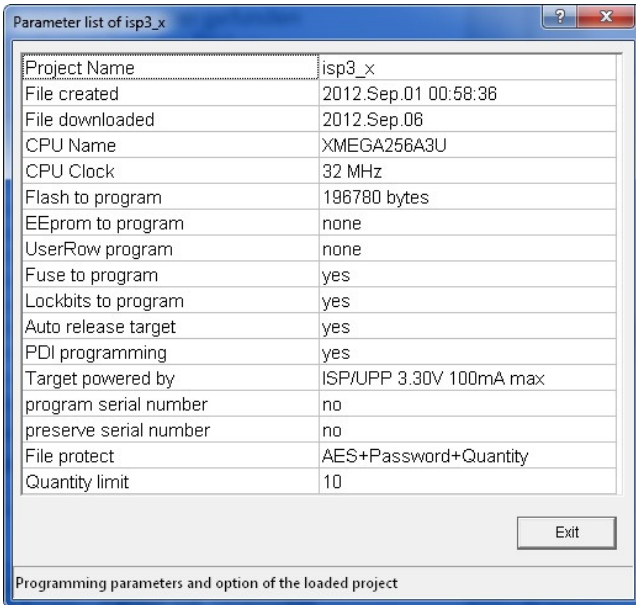 Parameter list of isp3_x
Project Name isp3_x
File created 2012.Sep.01 00:58:36
File downloaded 2012.Sep.06
CPU Name XMEGA256A3U
CPU Clock 32 MHz
Flash to program 196780 bytes
EEprom to program none
UserRow program none
Fuse to program yes
Lockbits to program yes
Auto release target yes
PDI programming yes
Target powered by ISP/UPP 3.30V 100mA max
program serial number no
preserve serial number no
File protect AES+Password+Quantity
Quantity limit 10
Exit
Programming parameters and option of the loaded project